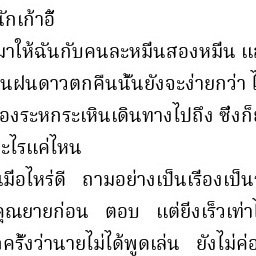 นักเก้าอี้
มาให้ฉันกับคนละหมื่นสองหมื่น
นฝนดาวตกคืนนั้นยังจะง่ายกว่า
องระหกระเหินเดินทางไปถึง ซึ่งก็
อะไรแค่ไหน
เมื่อไหร่ดี ถามอย่างเป็นเรื่องเป็น
คุณยายก่อน ตอบ แต่ยิ่งเร็วเท่า
ครั้งว่านายไม่ได้พูดเล่น ยังไม่ค่อ